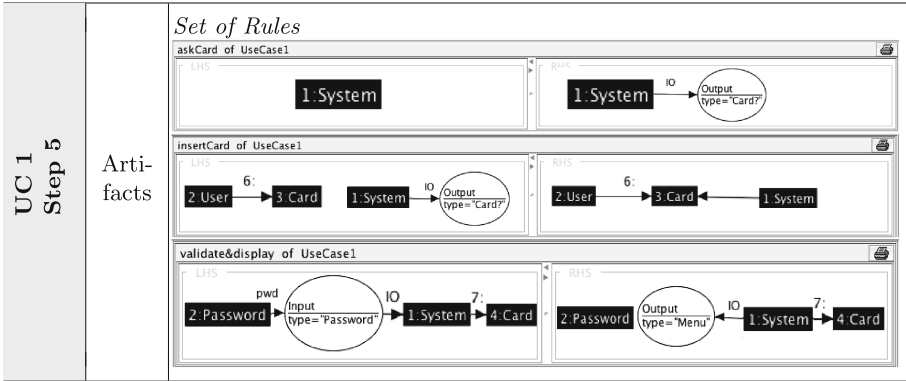 UC 1
Step 5
Arti-
facts
Set of Rules
askCard of UseCase1
LHS
1:System
RHS
1:System
IO
Output
type="Card?"
insertCard of UseCase1
LHS
2:User
6:
3:Card
1:System
IO
Output
type="Card?"
RHS
2:User
6:
3:Card
1:System
validate&display of UseCase1
LHS
2:Password
pwd
Input
type="Password"
IO
1:System
7:
4:Card
RHS
2:Password
Output
type="Menu"
IO
1:System
7:
4:Card